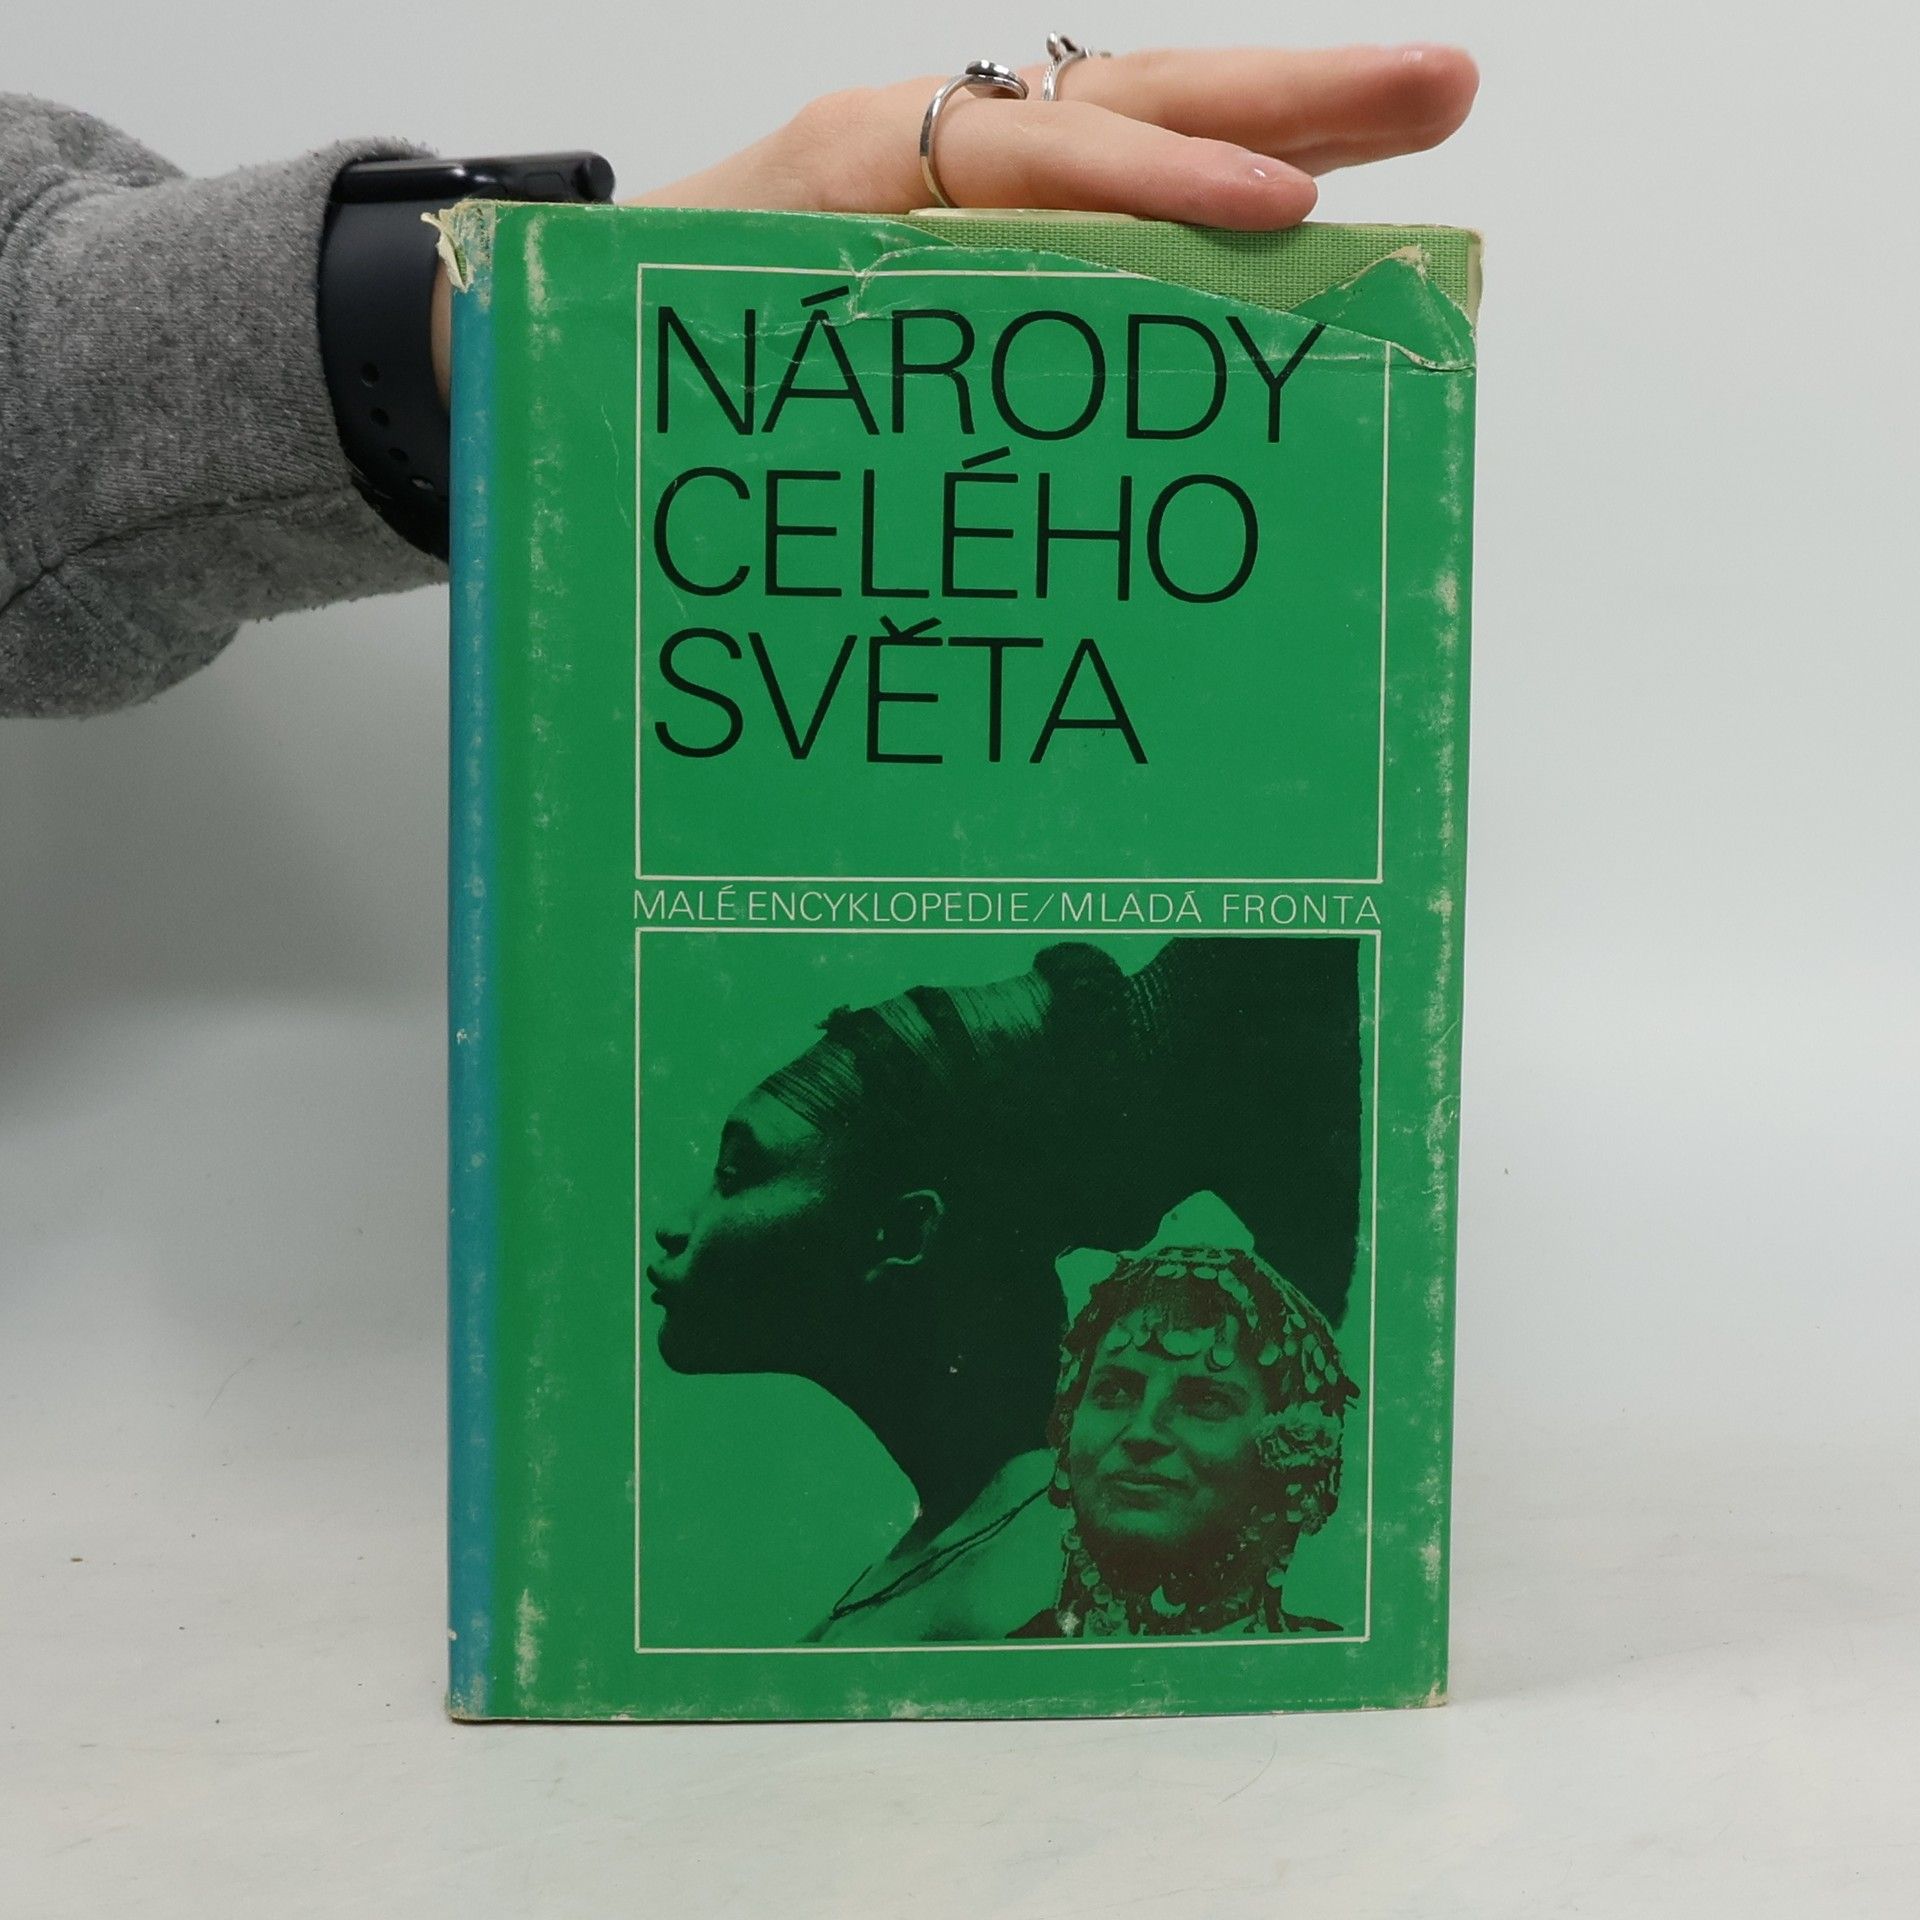 NÁRODY
CELÉHO
SVĚTA
MALÉ ENCYKLOPEDIE/MLADÁ FRONTA